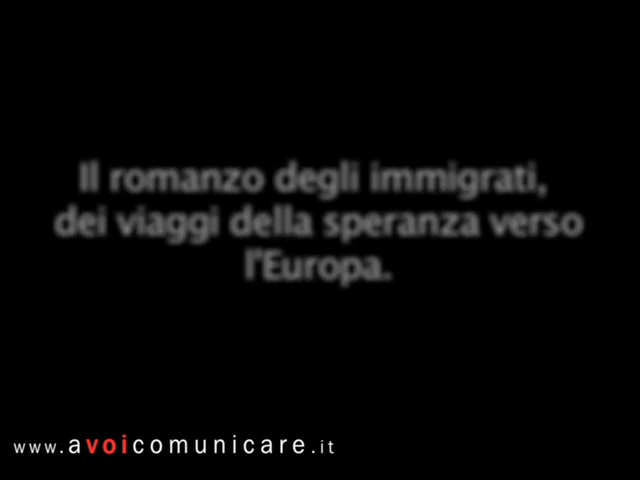 Il romanzo degli immigrati,
dei viaggi della speranza verso
l'Europa.
www.avoicomunicare.it